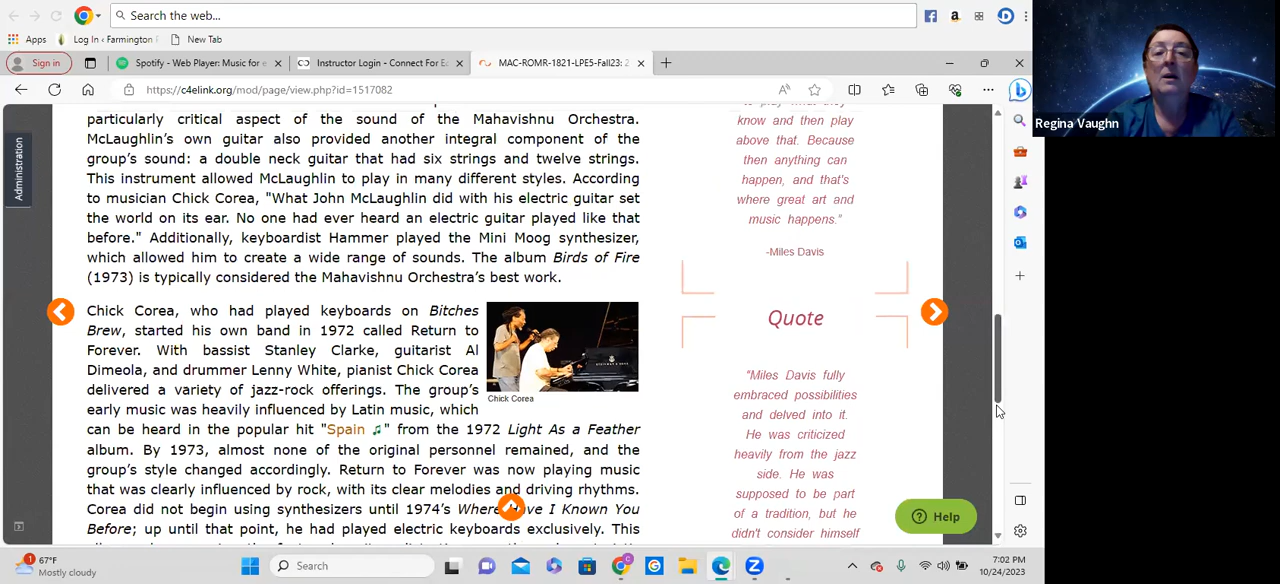 Search the web...
Apps
Log In ‹ Farmington
New Tab
Sign in
Spotify - Web Player: Music for e
Instructor Login - Connect For Ed
MAC-ROMR-1821-LPE5-Fall23: 2
https://c4elink.org/mod/page/view.php?id=1517082
Regina Vaughn
Administration
particularly critical aspect of the sound of the Mahavishnu Orchestra.
McLaughlin's own guitar also provided another integral component of the
group's sound: a double neck guitar that had six strings and twelve strings.
This instrument allowed McLaughlin to play in many different styles. According
to musician Chick Corea, "What John McLaughlin did with his electric guitar set
the world on its ear. No one had ever heard an electric guitar played like that
before." Additionally, keyboardist Hammer played the Mini Moog synthesizer,
which allowed him to create a wide range of sounds. The album Birds of Fire
(1973) is typically considered the Mahavishnu Orchestra's best work.
Chick Corea, who had played keyboards on Bitches
Brew, started his own band in 1972 called Return to
Forever. With bassist Stanley Clarke, guitarist Al
Dimeola, and drummer Lenny White, pianist Chick Corea
delivered a variety of jazz-rock offerings. The group's
early music was heavily influenced by Latin music, which
Chick Corea
can be heard in the popular hit "Spain ♫" from the 1972 Light As a Feather
album. By 1973, almost none of the original personnel remained, and the
group's style changed accordingly. Return to Forever was now playing music
that was clearly influenced by rock, with its clear melodies and driving rhythms.
Corea did not begin using synthesizers until 1974's Where Have I Known You
Before; up until that point, he had played electric keyboards exclusively. This
to play what they
know and then play
above that. Because
then anything can
happen, and that's
where great art and
music happens."
-Miles Davis
Quote
"Miles Davis fully
embraced possibilities
and delved into it.
He was criticized
heavily from the jazz
side. He was
supposed to be part
of a tradition, but he
didn't consider himself
Help
67°F
Mostly cloudy
Search
7:02 PM
10/24/2023